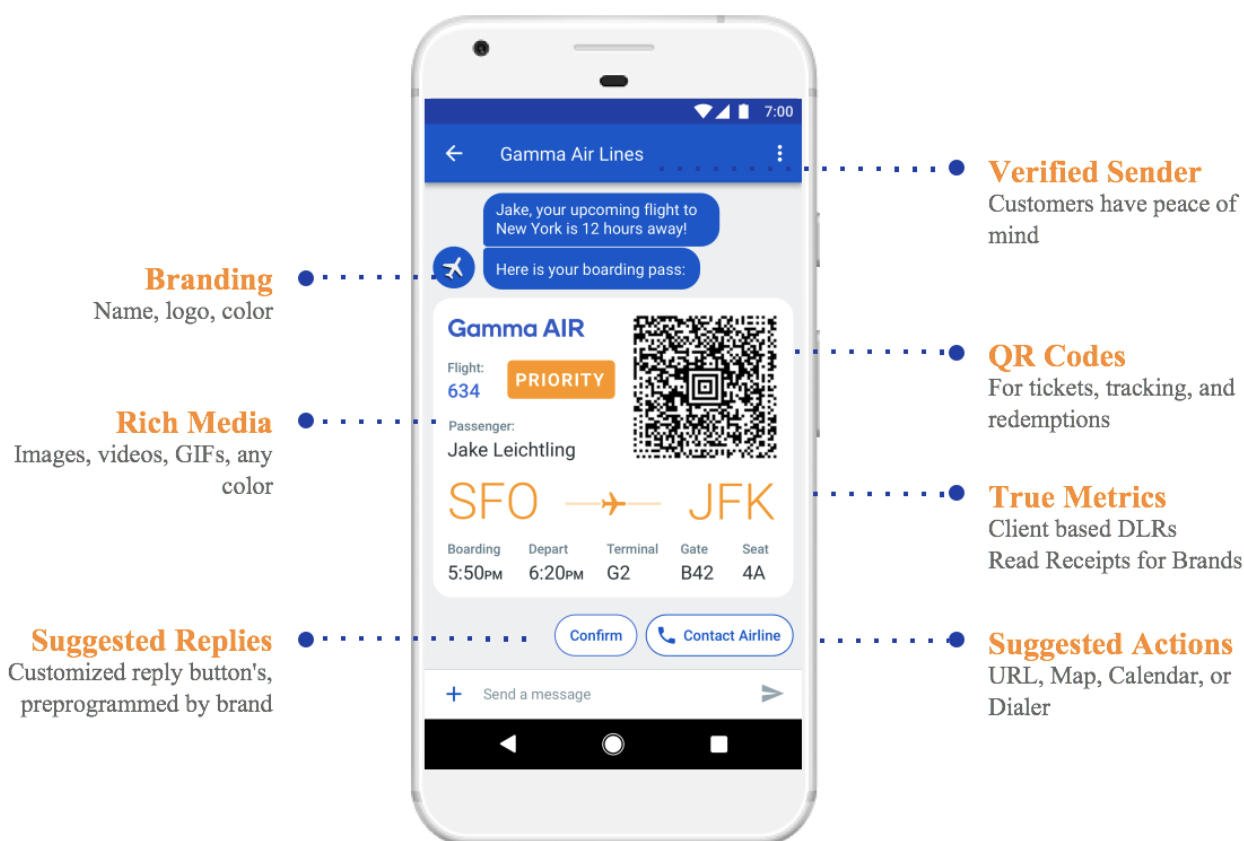 7:00
Gamma Air Lines
Jake, your upcoming flight to
New York is 12 hours away!
Here is your boarding pass:
Gamma AIR
Flight:
634
PRIORITY
Passenger:
Jake Leichtling
SFO JFK
Boarding Depart Terminal Gate Seat
5:50PM 6:20PM G2 B42 4A
Confirm
Contact Airline
Send a message
Branding
Name, logo, color
Rich Media
Images, videos, GIFs, any
color
Suggested Replies
Customized reply button's,
preprogrammed by brand
Verified Sender
Customers have peace of
mind
QR Codes
For tickets, tracking, and
redemptions
True Metrics
Client based DLRs
Read Receipts for Brands
Suggested Actions
URL, Map, Calendar, or
Dialer